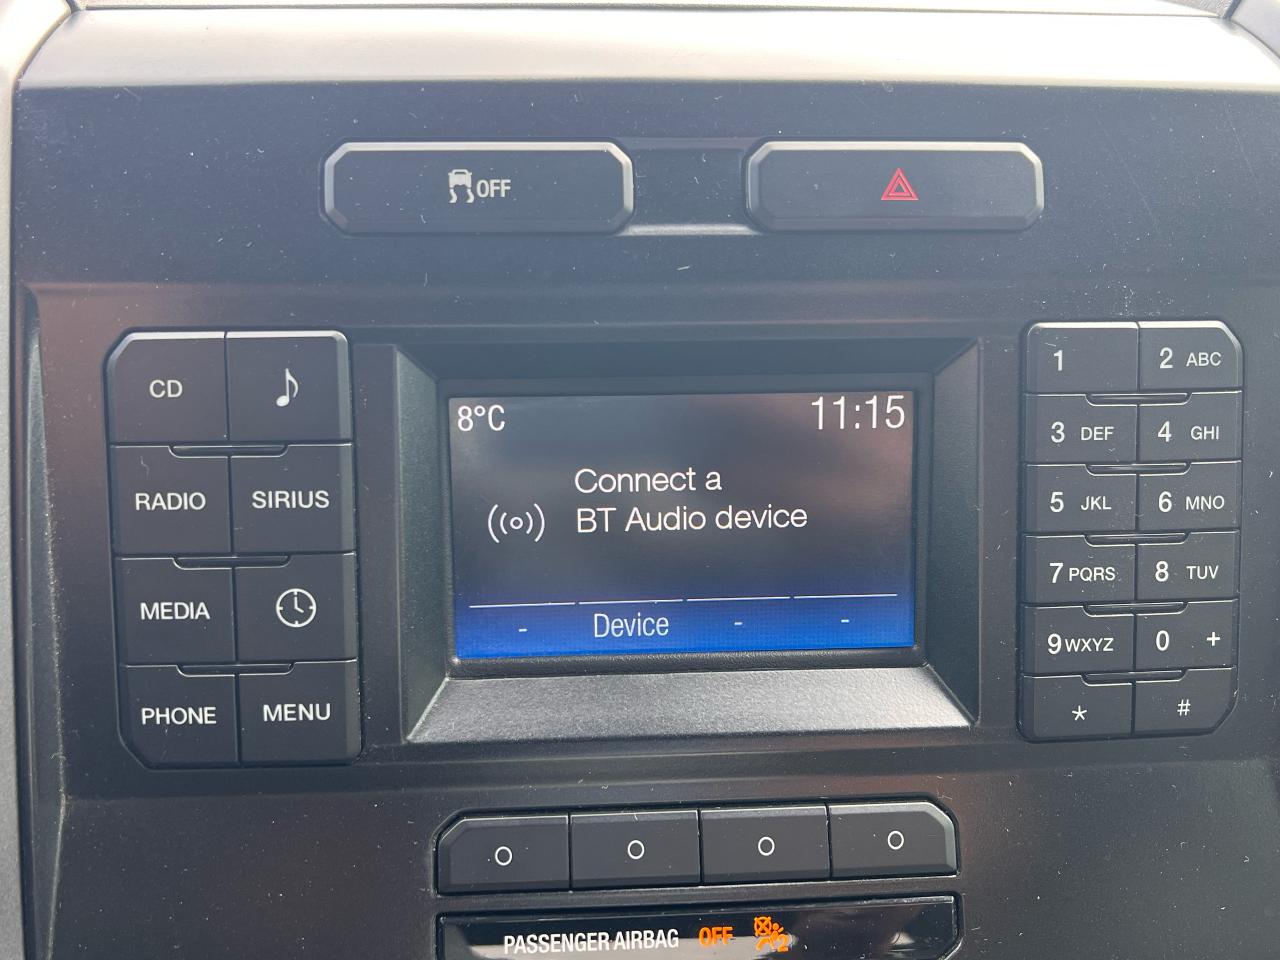 OFF
CD
RADIO SIRIUS
MEDIA
PHONE MENU
8°C 11:15
Connect a
BT Audio device
- Device - -
1 2 ABC
3 DEF 4 GHI
5 JKL 6 MNO
7 PQRS 8 TUV
9 WXYZ 0 +
* #
PASSENGER AIRBAG OFF 2